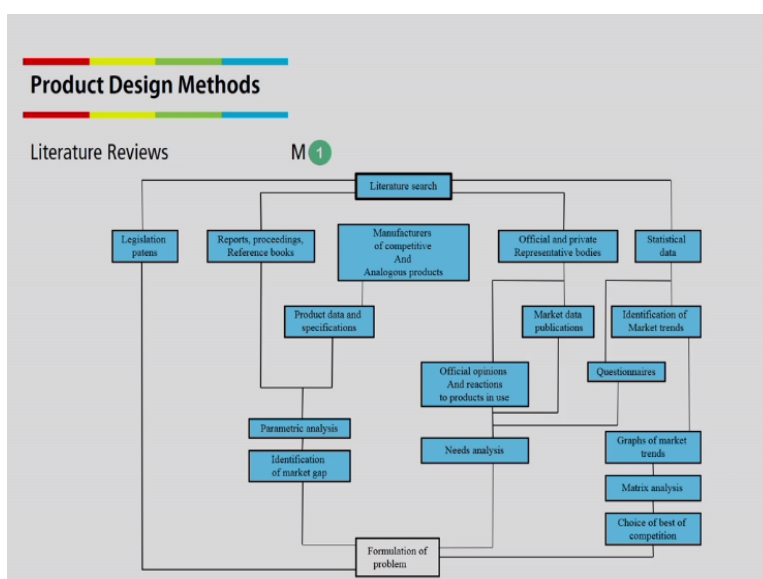 Product Design Methods
Literature Reviews M 1
Literature search
Legislation
patens
Reports, proceedings,
Reference books
Manufacturers
of competitive
And
Analogous products
Official and private
Representative bodies
Statistical
data
Product data and
specifications
Market data
publications
Identification of
Market trends
Official opinions
And reactions
to products in use
Questionnaires
Parametric analysis
Needs analysis
Graphs of market
trends
Identification
of market gap
Matrix analysis
Choice of best of
competition
Formulation of
problem